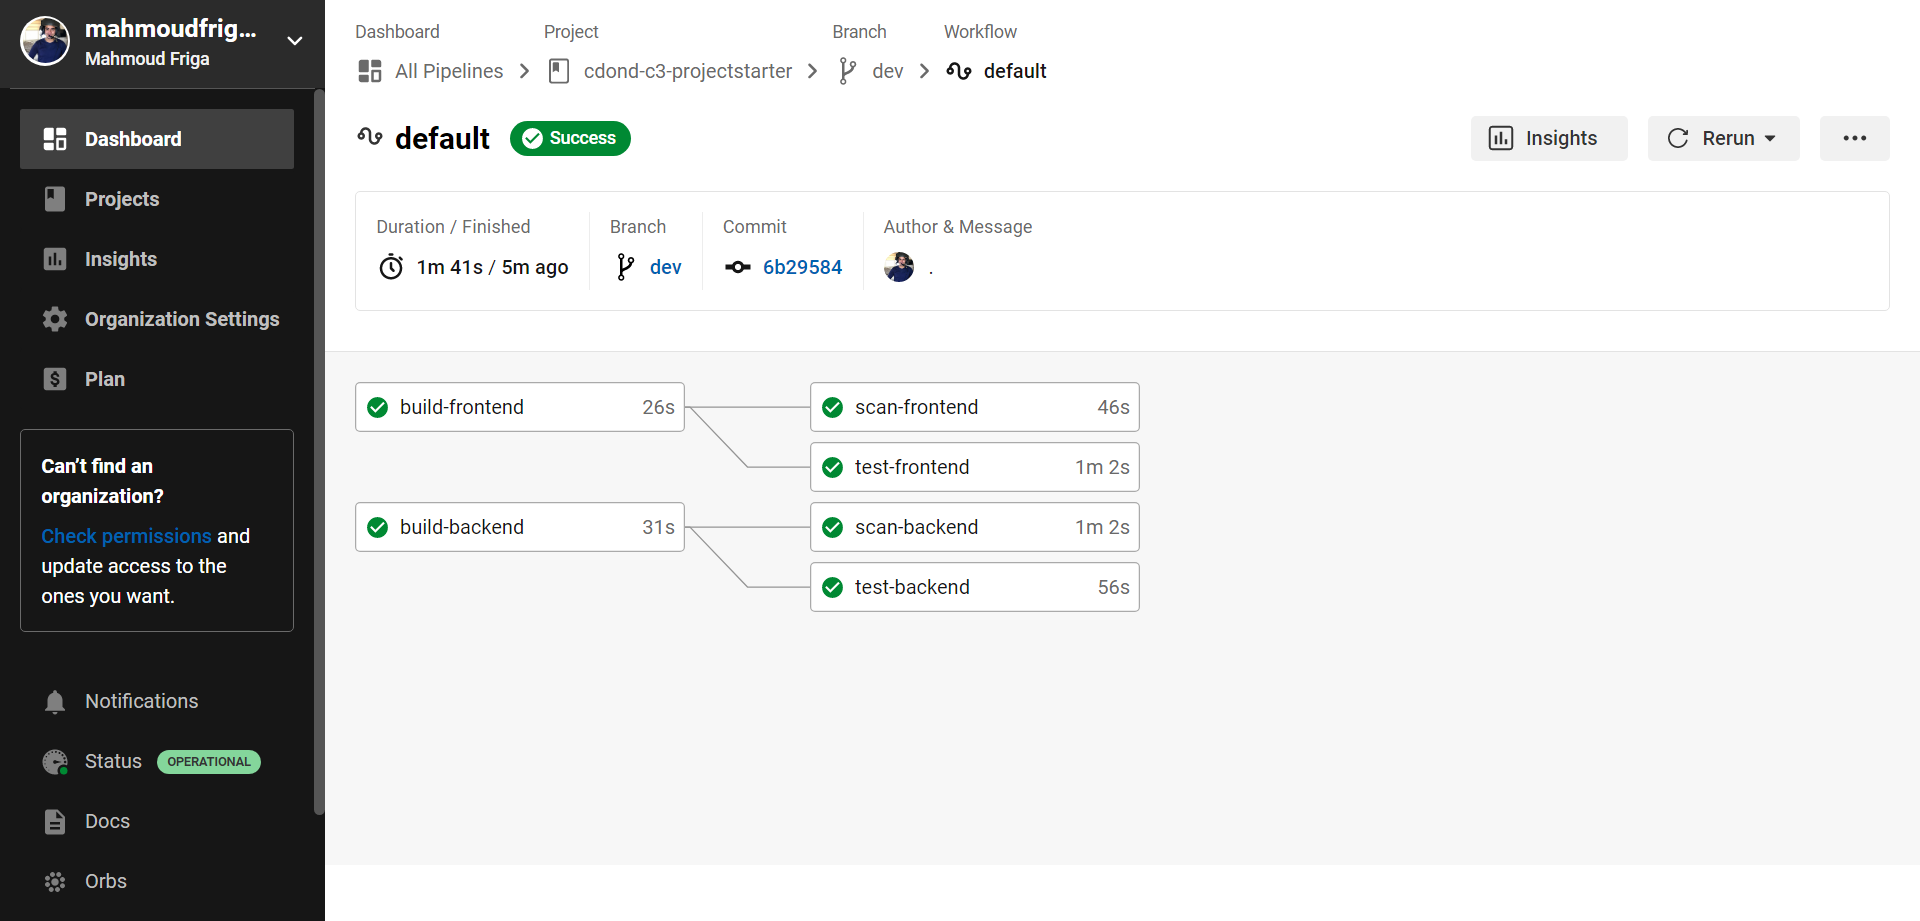 mahmoudfrig...
Mahmoud Friga
Dashboard
Projects
Insights
Organization Settings
Plan
Can't find an
organization?
Check permissions and
update access to the
ones you want.
Notifications
Status OPERATIONAL
Docs
Orbs
Dashboard Project Branch Workflow
All Pipelines cdond-c3-projectstarter dev default
default Success
Insights Rerun
Duration / Finished Branch Commit Author & Message
1m 41s / 5m ago dev 6b29584 .
build-frontend 26s scan-frontend 46s
test-frontend 1m 2s
build-backend 31s scan-backend 1m 2s
test-backend 56s